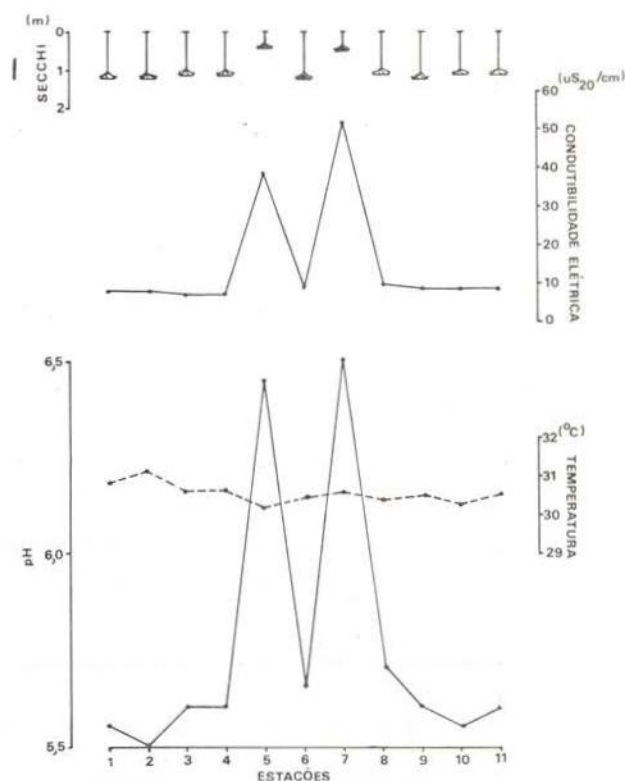 (m)
0
1
2
SECCHI
(uS20/cm)
60
50
40
30
20
10
0
CONDUTIBILIDADE ELÉTRICA
6,5
6,0
5,5
pH
32 (°C)
31
30
29
TEMPERATURA
1 2 3 4 5 6 7 8 9 10 11
ESTAÇÕES